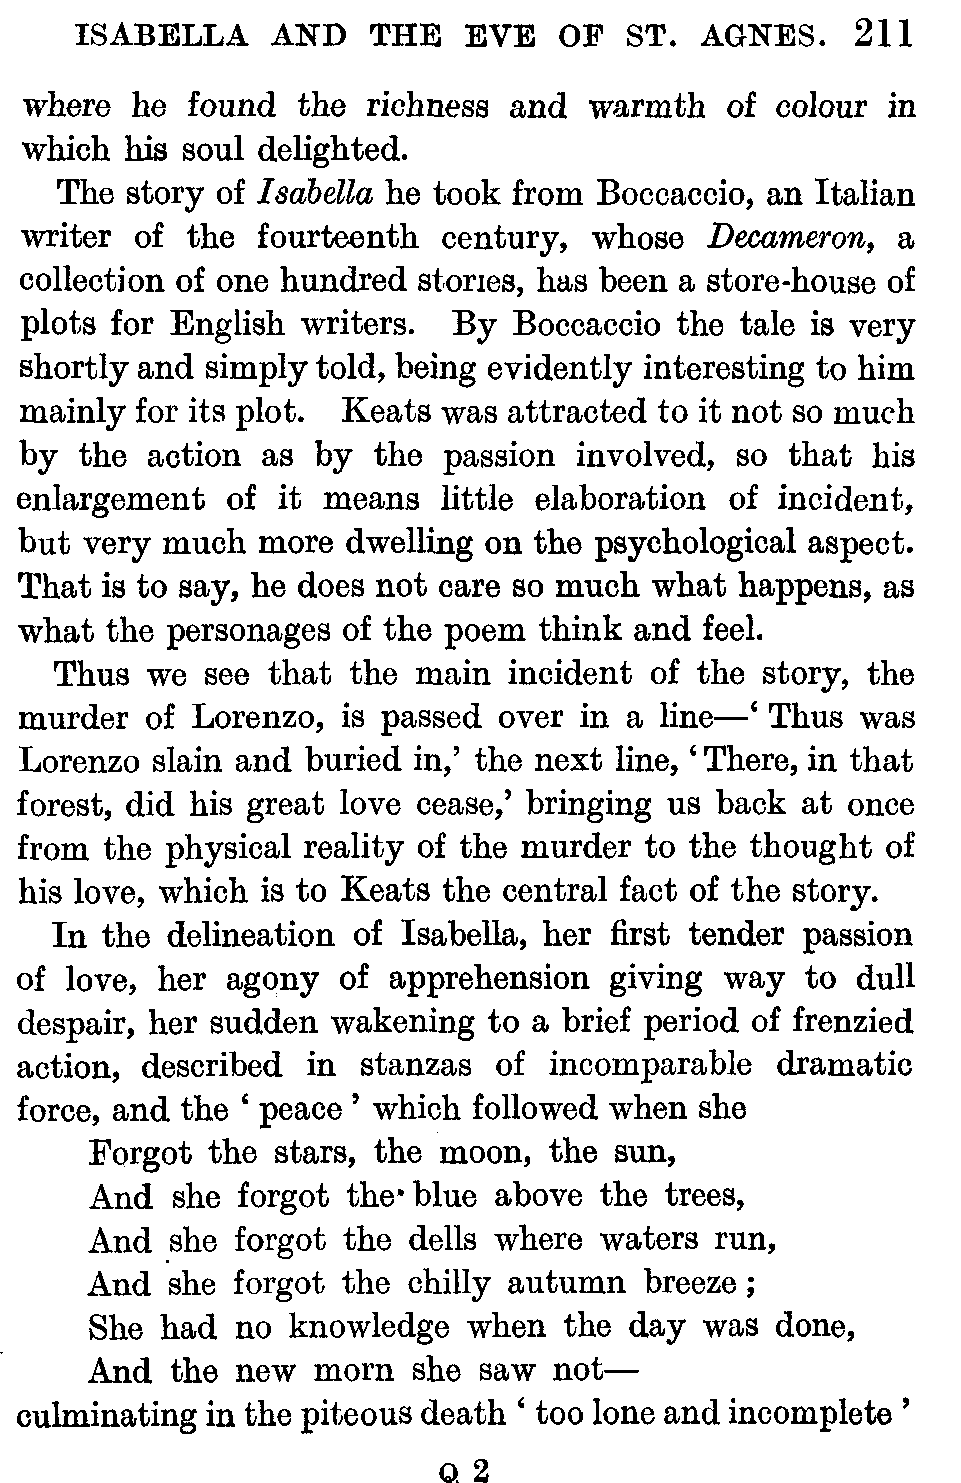 ISABELLA AND THE EVE OF ST. AGNES. 211
where he found the richness and warmth of colour in
which his soul delighted.
The story of Isabella he took from Boccaccio, an Italian
writer of the fourteenth century, whose Decameron, a
collection of one hundred stories, has been a store-house of
plots for English writers. By Boccaccio the tale is very
shortly and simply told, being evidently interesting to him
mainly for its plot. Keats was attracted to it not so much
by the action as by the passion involved, so that his
enlargement of it means little elaboration of incident,
but very much more dwelling on the psychological aspect.
That is to say, he does not care so much what happens, as
what the personages of the poem think and feel.
Thus we see that the main incident of the story, the
murder of Lorenzo, is passed over in a line—‘ Thus was
Lorenzo slain and buried in,’ the next line, ‘ There, in that
forest, did his great love cease,’ bringing us back at once
from the physical reality of the murder to the thought of
his love, which is to Keats the central fact of the story.
In the delineation of Isabella, her first tender passion
of love, her agony of apprehension giving way to dull
despair, her sudden wakening to a brief period of frenzied
action, described in stanzas of incomparable dramatic
force, and the ‘ peace ’ which followed when she
Forgot the stars, the moon, the sun,
And she forgot the blue above the trees,
And she forgot the dells where waters run,
And she forgot the chilly autumn breeze ;
She had no knowledge when the day was done,
And the new morn she saw not—
culminating in the piteous death ‘ too lone and incomplete ’
Q 2